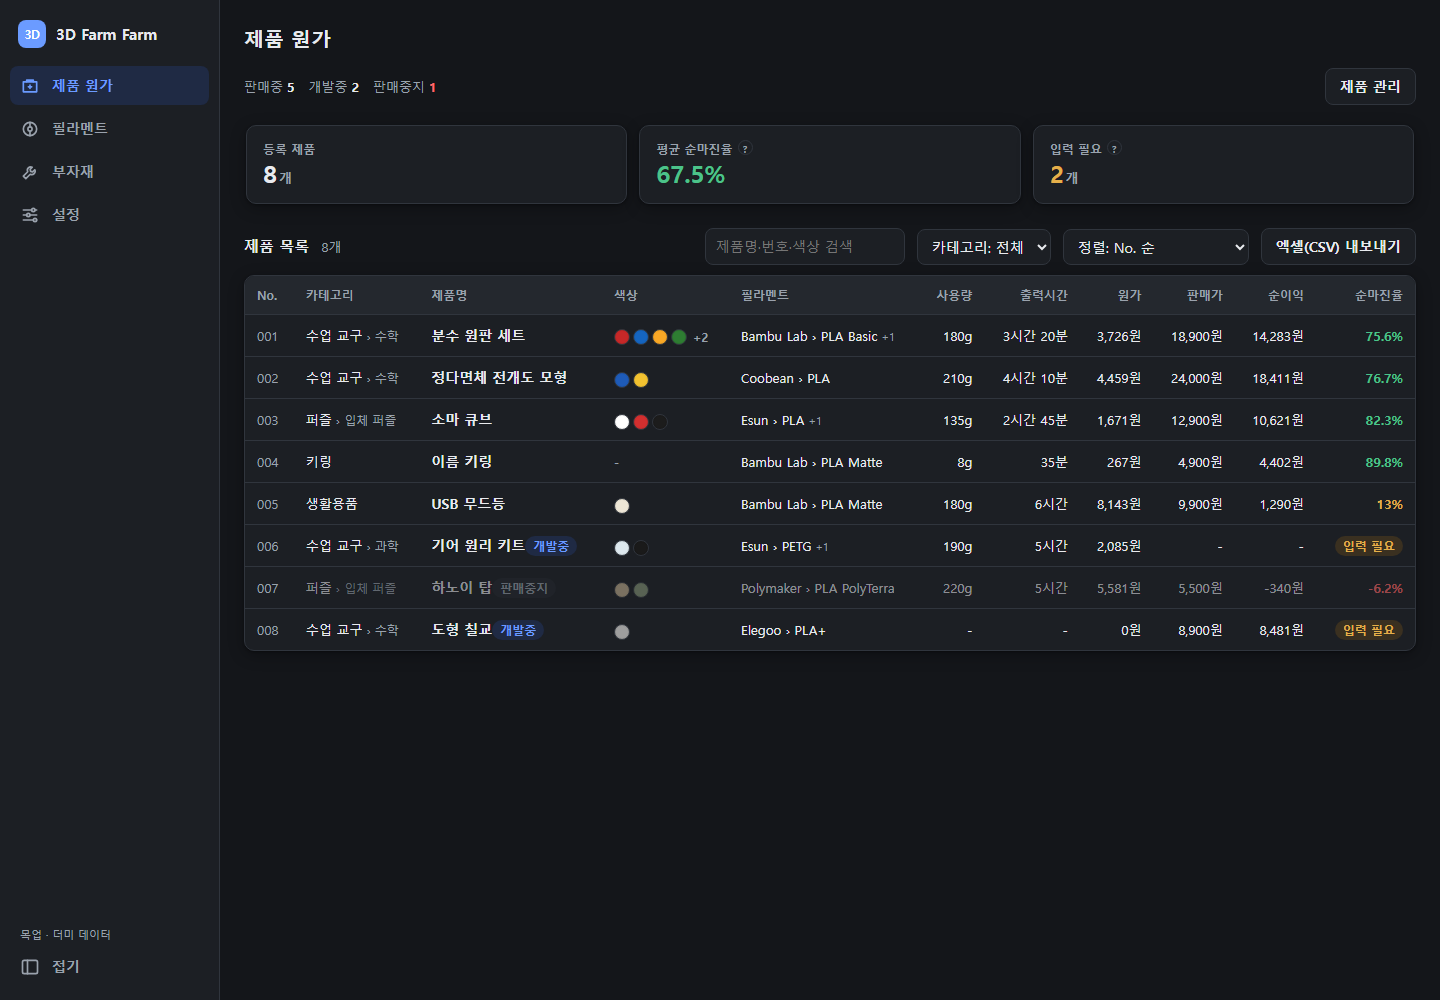 3D 3D Farm Farm
제품 원가
필라멘트
부자재
설정
목업 · 더미 데이터
접기
제품 원가
판매중 5 개발중 2 판매중지 1
제품 관리
등록 제품
8개
평균 순마진율 ?
67.5%
입력 필요 ?
2개
제품 목록 8개
제품명·번호·색상 검색
카테고리: 전체
정렬: No. 순
엑셀(CSV) 내보내기
No. 카테고리 제품명 색상 필라멘트 사용량 출력시간 원가 판매가 순이익 순마진율
001 수업 교구 › 수학 분수 원판 세트 +2 Bambu Lab › PLA Basic +1 180g 3시간 20분 3,726원 18,900원 14,283원 75.6%
002 수업 교구 › 수학 정다면체 전개도 모형 Coobean › PLA 210g 4시간 10분 4,459원 24,000원 18,411원 76.7%
003 퍼즐 › 입체 퍼즐 소마 큐브 Esun › PLA +1 135g 2시간 45분 1,671원 12,900원 10,621원 82.3%
004 키링 이름 키링 - Bambu Lab › PLA Matte 8g 35분 267원 4,900원 4,402원 89.8%
005 생활용품 USB 무드등 Bambu Lab › PLA Matte 180g 6시간 8,143원 9,900원 1,290원 13%
006 수업 교구 › 과학 기어 원리 키트 개발중 Esun › PETG +1 190g 5시간 2,085원 - - 입력 필요
007 퍼즐 › 입체 퍼즐 하노이 탑 판매중지 Polymaker › PLA PolyTerra 220g 5시간 5,581원 5,500원 -340원 -6.2%
008 수업 교구 › 수학 도형 칠교 개발중 Elegoo › PLA+ - - 0원 8,900원 8,481원 입력 필요